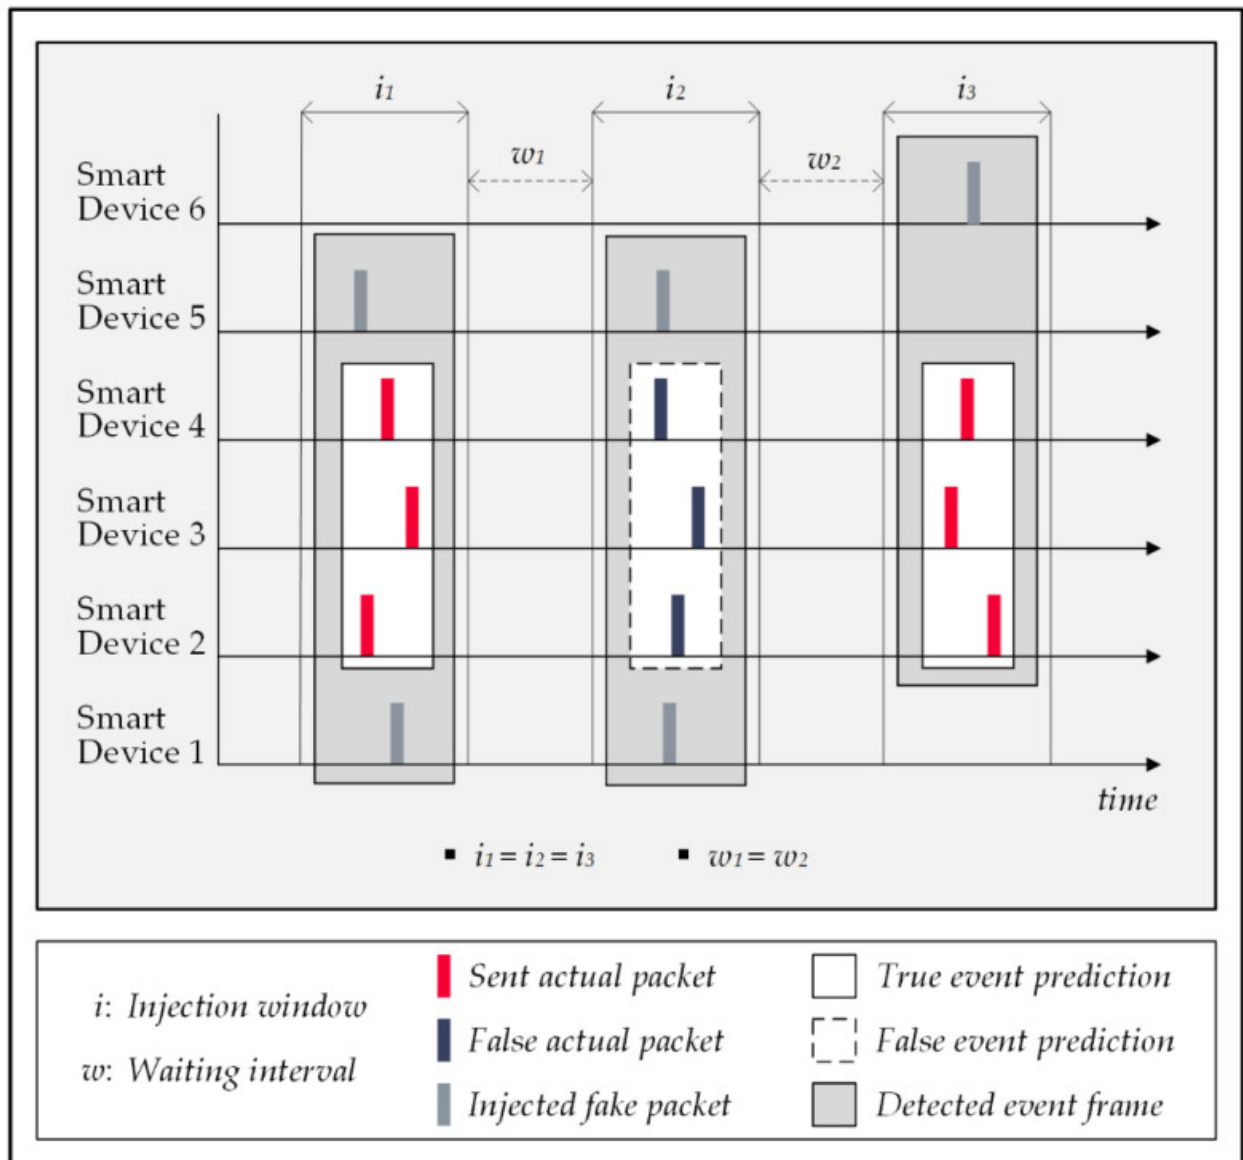 i1 i2 i3
w1 w2
Smart
Device 6
Smart
Device 5
Smart
Device 4
Smart
Device 3
Smart
Device 2
Smart
Device 1
time
▪ i1 = i2 = i3 ▪ w1 = w2
i: Injection window
w: Waiting interval
Sent actual packet
False actual packet
Injected fake packet
True event prediction
False event prediction
Detected event frame